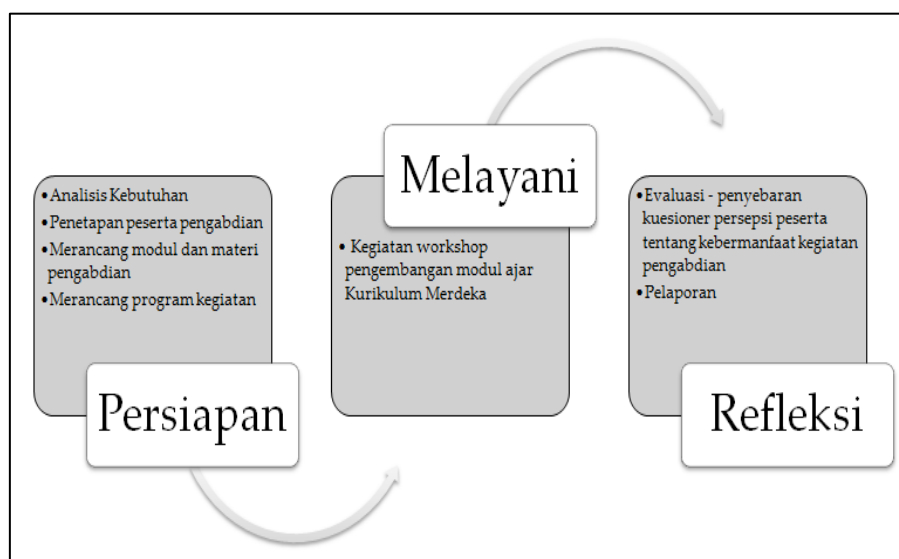 •Analisis Kebutuhan
•Penetapan peserta pengabdian
•Merancang modul dan materi
pengabdian
•Merancang program kegiatan
Persiapan
Melayani
• Kegiatan workshop
pengembangan modul ajar
Kurikulum Merdeka
•Evaluasi - penyebaran
kuesioner persepsi peserta
tentang kebermanfaat kegiatan
pengabdian
•Pelaporan
Refleksi